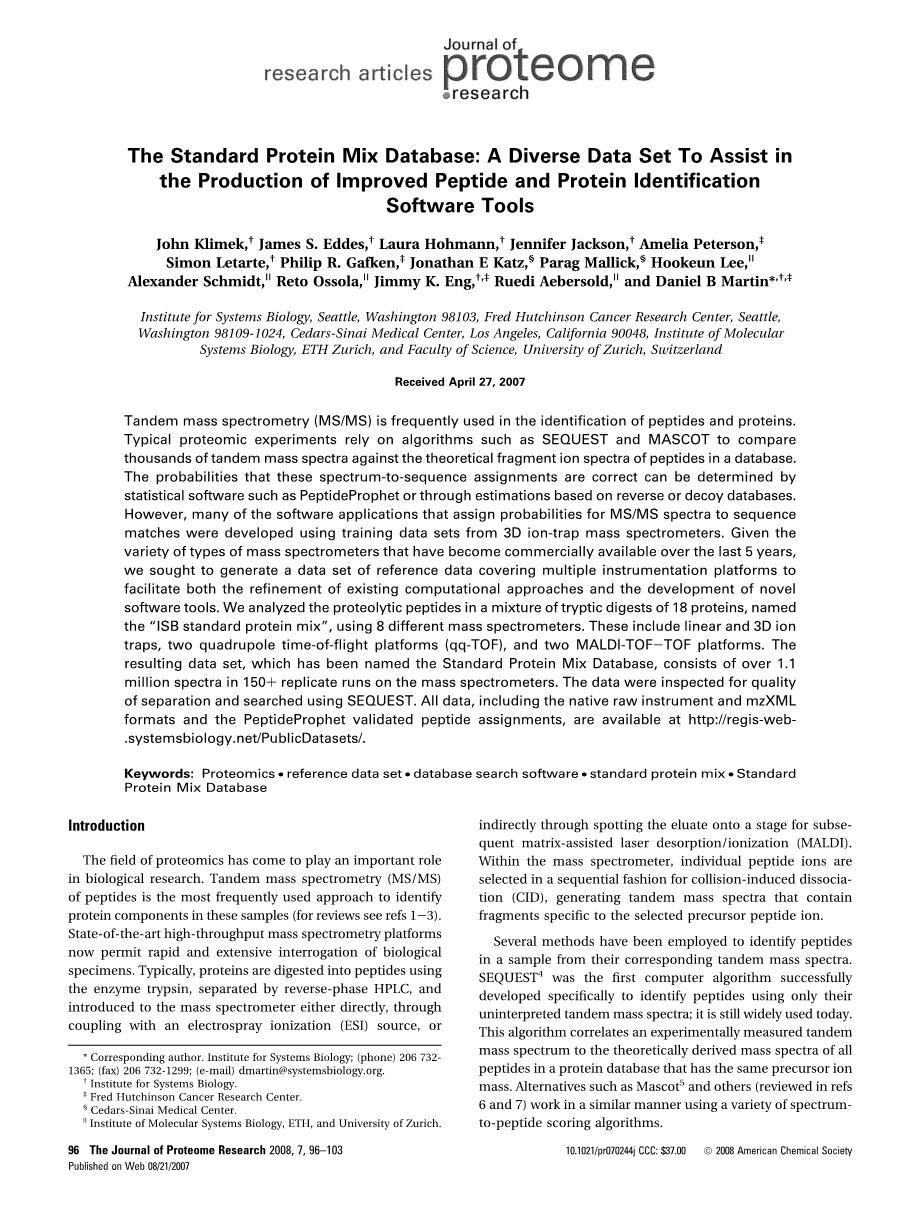 research articles
Journal of
proteome
research
The Standard Protein Mix Database: A Diverse Data Set To Assist in
the Production of Improved Peptide and Protein Identification
Software Tools
John Klimek,† James S. Eddes,† Laura Hohmann,† Jennifer Jackson,† Amelia Peterson,‡
Simon Letarte,† Philip R. Gafken,‡ Jonathan E Katz,§ Parag Mallick,§ Hookeun Lee,||
Alexander Schmidt,|| Reto Ossola,|| Jimmy K. Eng,†,‡ Ruedi Aebersold,|| and Daniel B Martin*,†,‡
Institute for Systems Biology, Seattle, Washington 98103, Fred Hutchinson Cancer Research Center, Seattle,
Washington 98109-1024, Cedars-Sinai Medical Center, Los Angeles, California 90048, Institute of Molecular
Systems Biology, ETH Zurich, and Faculty of Science, University of Zurich, Switzerland
Received April 27, 2007
Tandem mass spectrometry (MS/MS) is frequently used in the identification of peptides and proteins.
Typical proteomic experiments rely on algorithms such as SEQUEST and MASCOT to compare
thousands of tandem mass spectra against the theoretical fragment ion spectra of peptides in a database.
The probabilities that these spectrum-to-sequence assignments are correct can be determined by
statistical software such as PeptideProphet or through estimations based on reverse or decoy databases.
However, many of the software applications that assign probabilities for MS/MS spectra to sequence
matches were developed using training data sets from 3D ion-trap mass spectrometers. Given the
variety of types of mass spectrometers that have become commercially available over the last 5 years,
we sought to generate a data set of reference data covering multiple instrumentation platforms to
facilitate both the refinement of existing computational approaches and the development of novel
software tools. We analyzed the proteolytic peptides in a mixture of tryptic digests of 18 proteins, named
the “ISB standard protein mix”, using 8 different mass spectrometers. These include linear and 3D ion
traps, two quadrupole time-of-flight platforms (qq-TOF), and two MALDI-TOF−TOF platforms. The
resulting data set, which has been named the Standard Protein Mix Database, consists of over 1.1
million spectra in 150+ replicate runs on the mass spectrometers. The data were inspected for quality
of separation and searched using SEQUEST. All data, including the native raw instrument and mzXML
formats and the PeptideProphet validated peptide assignments, are available at http://regis-web-
.systemsbiology.net/PublicDatasets/.
Keywords: Proteomics • reference data set • database search software • standard protein mix • Standard
Protein Mix Database
Introduction
The field of proteomics has come to play an important role
in biological research. Tandem mass spectrometry (MS/MS)
of peptides is the most frequently used approach to identify
protein components in these samples (for reviews see refs 1−3).
State-of-the-art high-throughput mass spectrometry platforms
now permit rapid and extensive interrogation of biological
specimens. Typically, proteins are digested into peptides using
the enzyme trypsin, separated by reverse-phase HPLC, and
introduced to the mass spectrometer either directly, through
coupling with an electrospray ionization (ESI) source, or
* Corresponding author. Institute for Systems Biology; (phone) 206 732-
1365; (fax) 206 732-1299; (e-mail) dmartin@systemsbiology.org.
† Institute for Systems Biology.
‡ Fred Hutchinson Cancer Research Center.
§ Cedars-Sinai Medical Center.
|| Institute of Molecular Systems Biology, ETH, and University of Zurich.
indirectly through spotting the eluate onto a stage for subse-
quent matrix-assisted laser desorption/ionization (MALDI).
Within the mass spectrometer, individual peptide ions are
selected in a sequential fashion for collision-induced dissocia-
tion (CID), generating tandem mass spectra that contain
fragments specific to the selected precursor peptide ion.
Several methods have been employed to identify peptides
in a sample from their corresponding tandem mass spectra.
SEQUEST4 was the first computer algorithm successfully
developed specifically to identify peptides using only their
uninterpreted tandem mass spectra; it is still widely used today.
This algorithm correlates an experimentally measured tandem
mass spectrum to the theoretically derived mass spectra of all
peptides in a protein database that has the same precursor ion
mass. Alternatives such as Mascot5 and others (reviewed in refs
6 and 7) work in a similar manner using a variety of spectrum-
to-peptide scoring algorithms.
96 The Journal of Proteome Research 2008, 7, 96–103
Published on Web 08/21/2007
10.1021/pr070244j CCC: $37.00 © 2008 American Chemical Society